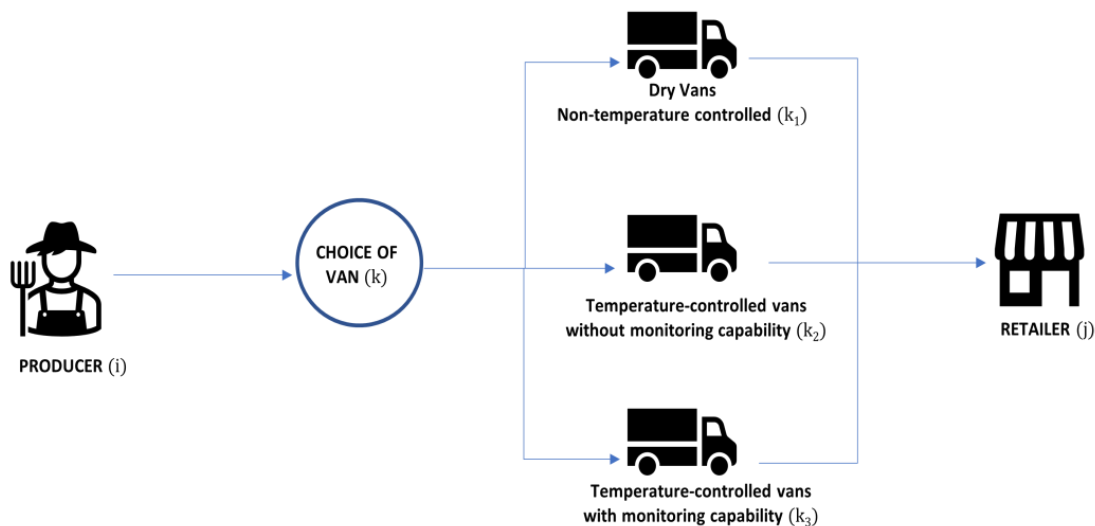 Dry Vans
Non-temperature controlled (k₁)
CHOICE OF
VAN (k)
PRODUCER (i)
Temperature-controlled vans
without monitoring capability (k₂)
RETAILER (j)
Temperature-controlled vans
with monitoring capability (k₃)